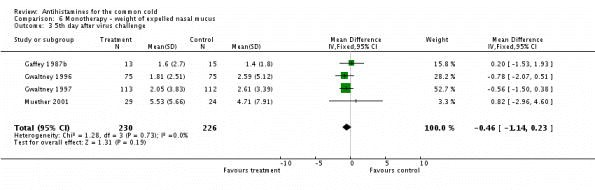 Review: Antihistamines for the common cold
Comparison: 6 Monotherapy - weight of expelled nasal mucus
Outcome: 3 5th day after virus challenge
Study or subgroup Treatment Control Mean Difference Weight Mean Difference
N Mean(SD) N Mean(SD) IV,Fixed,95% CI IV,Fixed,95% CI
Gaffey 1987b 13 1.6 (2.7) 15 1.4 (1.8) 15.8 % 0.20 [ -1.53, 1.93 ]
Gwaltney 1996 75 1.81 (2.51) 75 2.59 (5.12) 28.2 % -0.78 [ -2.07, 0.51 ]
Gwaltney 1997 113 2.05 (3.83) 112 2.61 (3.39) 52.7 % -0.56 [ -1.50, 0.38 ]
Muether 2001 29 5.53 (5.66) 24 4.71 (7.91) 3.3 % 0.82 [ -2.96, 4.60 ]
Total (95% CI) 230 226 100.0 % -0.46 [ -1.14, 0.23 ]
Heterogeneity: Chi² = 1.28, df = 3 (P = 0.73); I² =0.0%
Test for overall effect: Z = 1.31 (P = 0.19)
-10 -5 0 5 10
Favours treatment Favours control